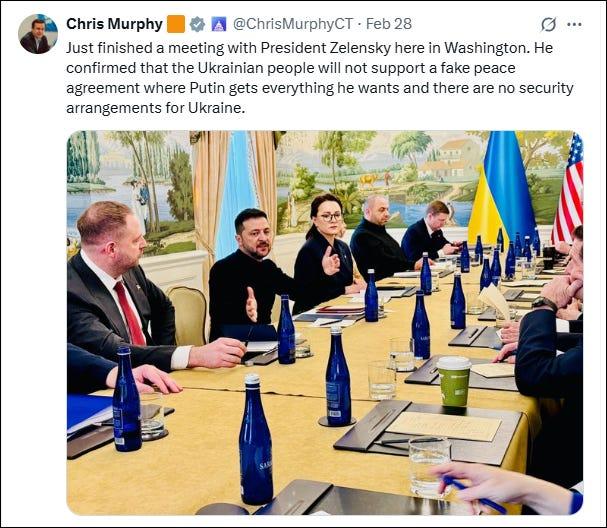 Chris Murphy @ChrisMurphyCT · Feb 28
Just finished a meeting with President Zelensky here in Washington. He
confirmed that the Ukrainian people will not support a fake peace
agreement where Putin gets everything he wants and there are no security
arrangements for Ukraine.